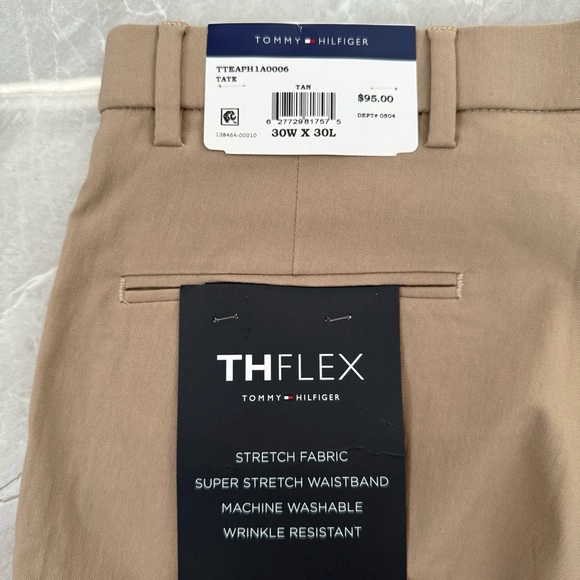 TOMMY HILFIGER
TTEAPH1A0006
TATE
TAN
$95.00
6 27729 81757 5
DEPT# 0504
138464-00010
30W X 30L
THFLEX
TOMMY HILFIGER
STRETCH FABRIC
SUPER STRETCH WAISTBAND
MACHINE WASHABLE
WRINKLE RESISTANT